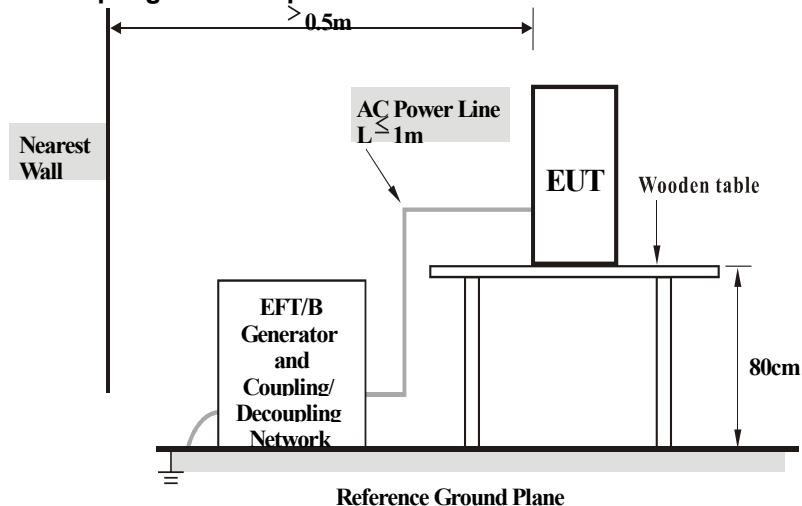 > 0.5m
AC Power Line
L ≤ 1m
Nearest
Wall
EUT
Wooden table
EFT/B
Generator
and
Coupling/
Decoupling
Network
80cm
Reference Ground Plane